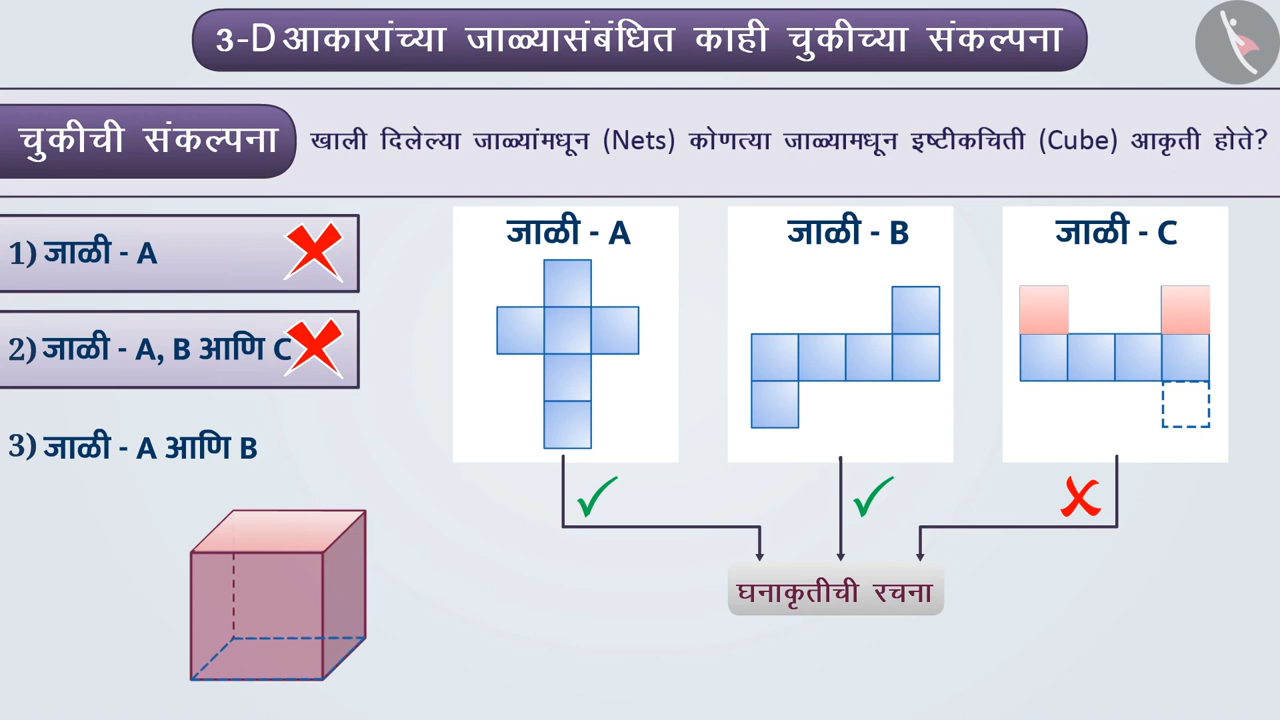 3-D आकारांच्या जाळ्यासंबंधित काही चुकीच्या संकल्पना
चुकीची संकल्पना
खाली दिलेल्या जाळ्यांमधून (Nets) कोणत्या जाळ्यामधून इष्टीकचिती (Cube) आकृती होते?
1) जाळी - A
2) जाळी - A, B आणि C
3) जाळी - A आणि B
जाळी - A
जाळी - B
जाळी - C
घनाकृतीची रचना